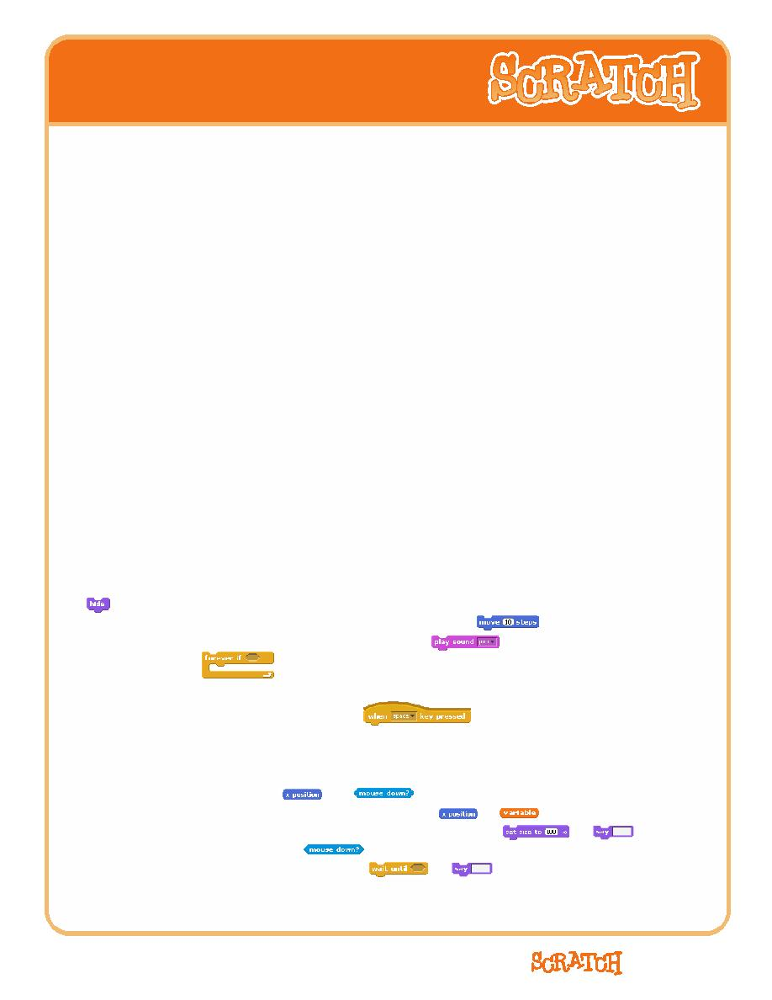 SCRATCH
hide
move 10 steps
play sound pop
forever if
when space key pressed
x position mouse down?
x position variable
set size to 100 % say
mouse down?
wait until say
SCRATCH